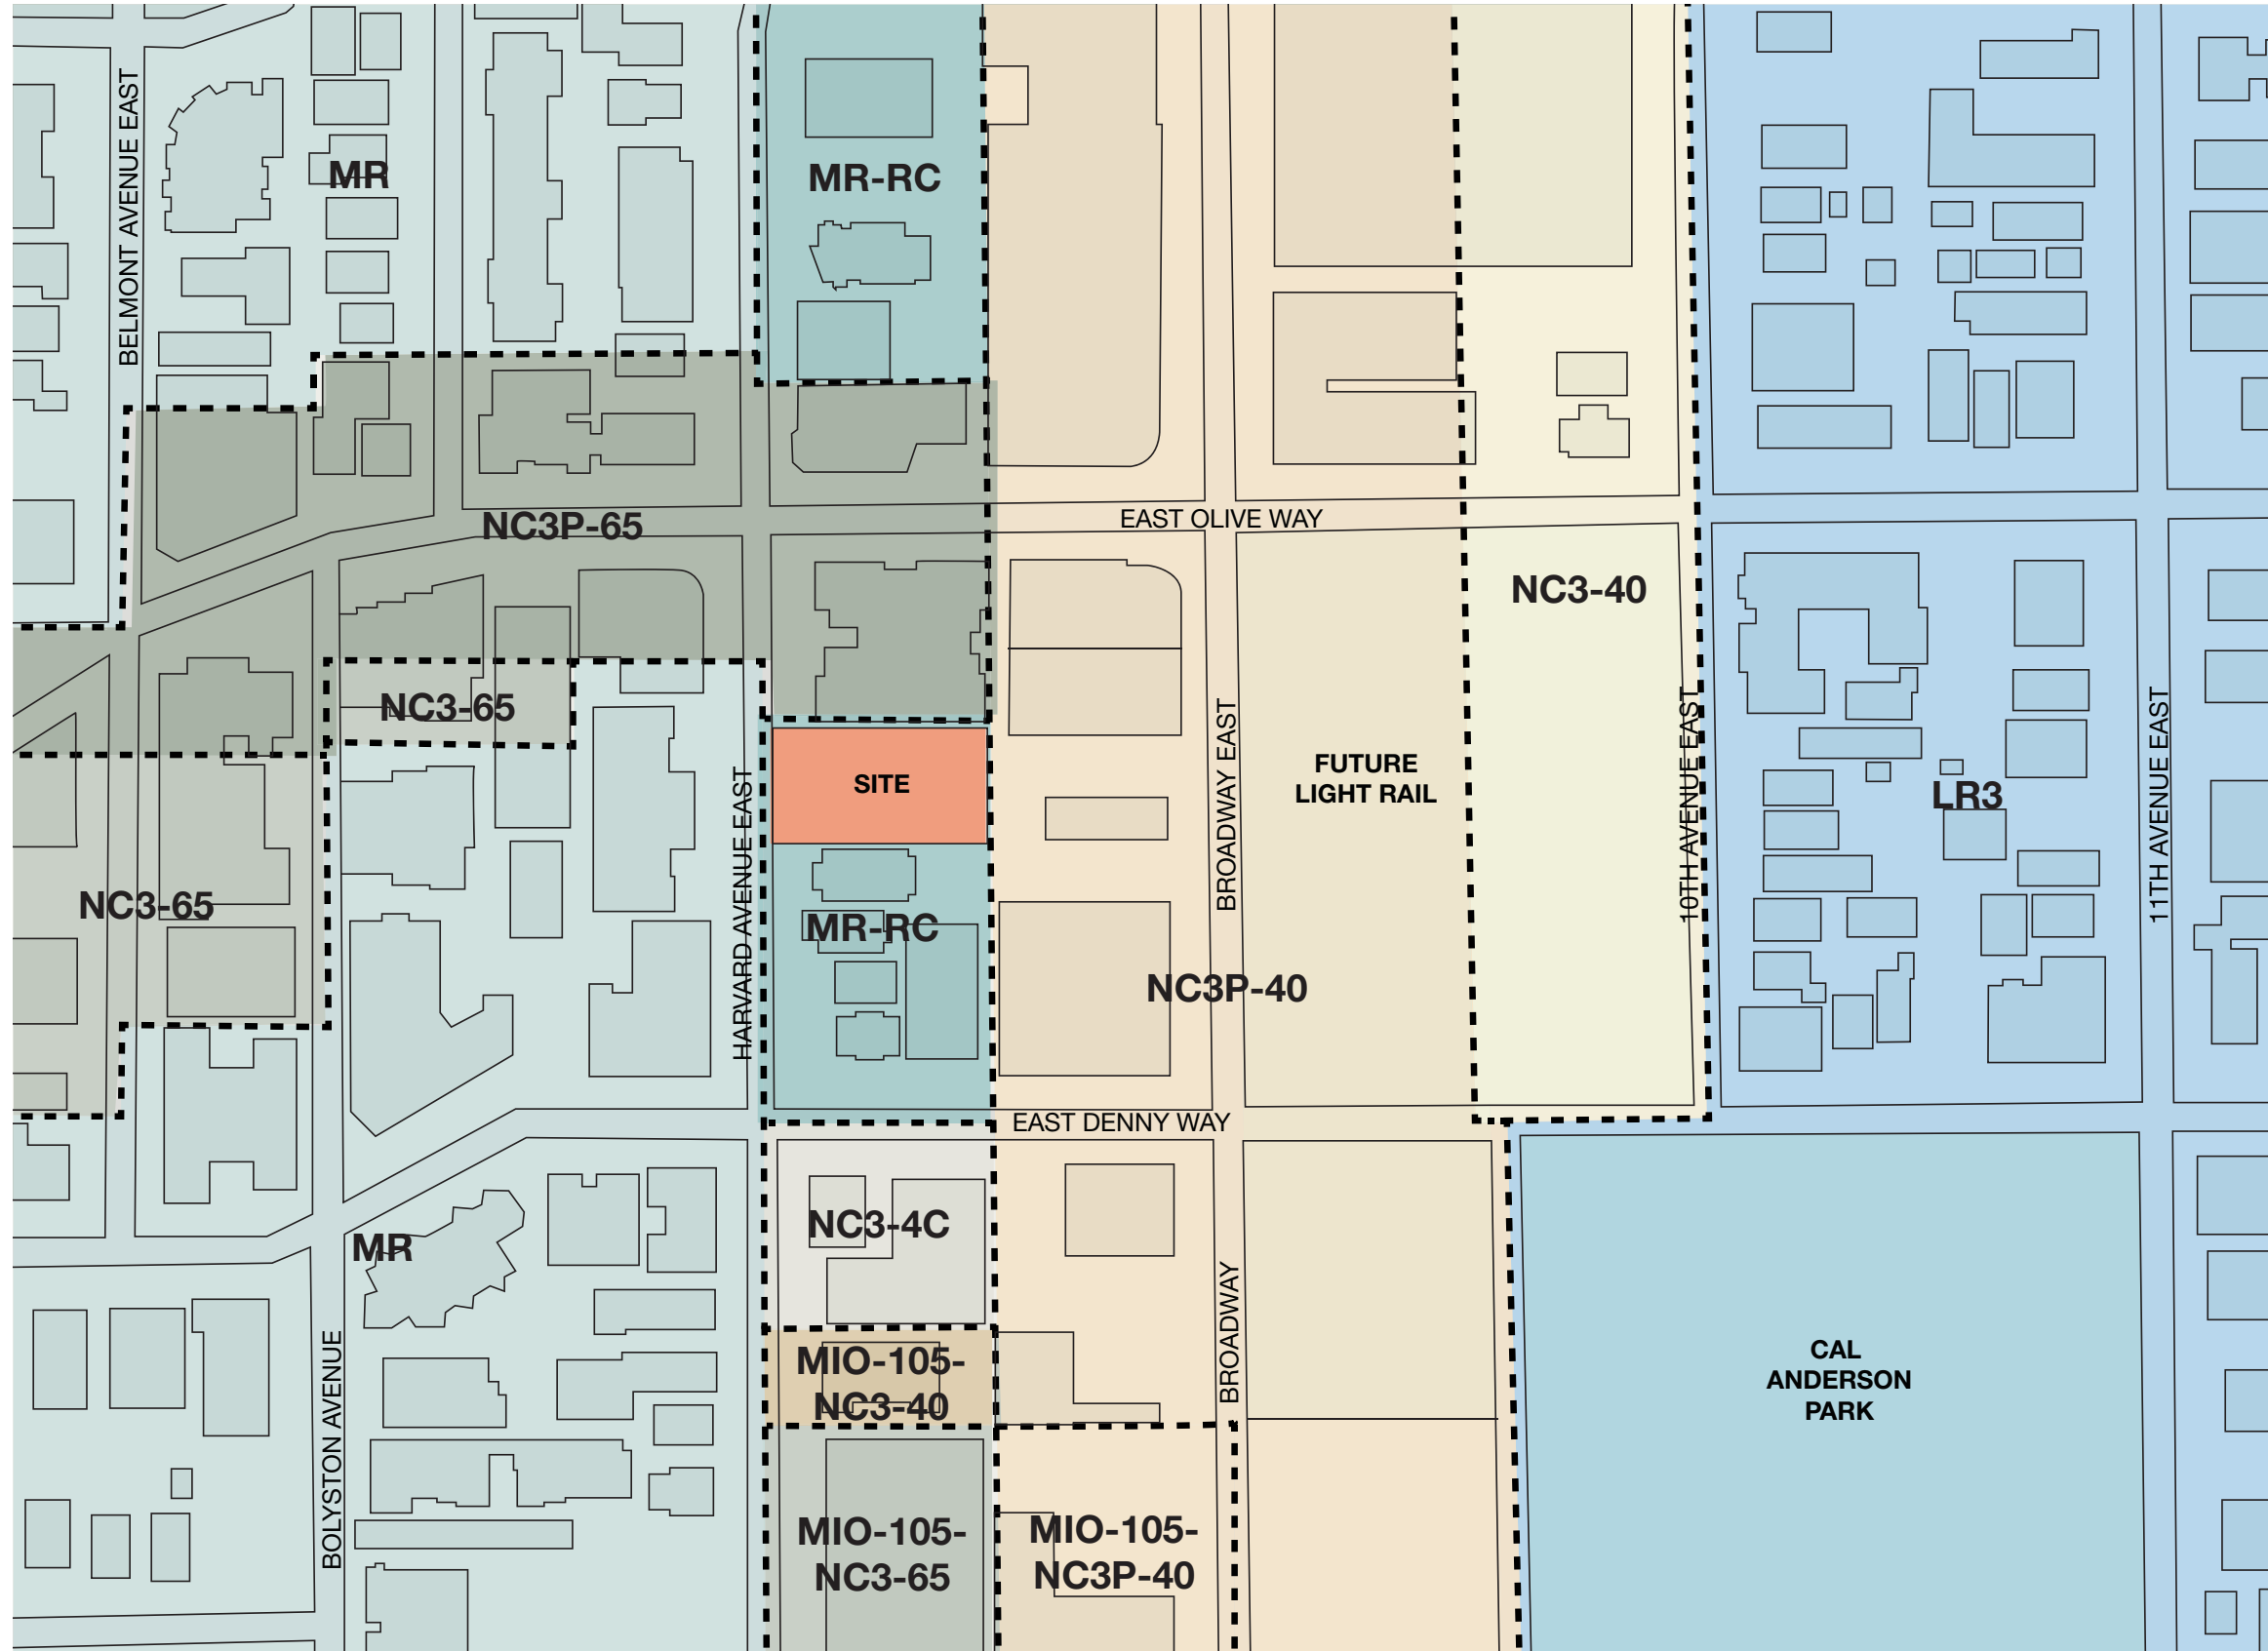 BELMONT AVENUE EAST
MR
MR-RC
NC3P-65
EAST OLIVE WAY
NC3-40
NC3-65
SITE
FUTURE
LIGHT RAIL
HARVARD AVENUE EAST
BROADWAY EAST
10TH AVENUE EAST
LR3
11TH AVENUE EAST
NC3-65
MR-RC
NC3P-40
EAST DENNY WAY
NC3-4C
MR
MIO-105-
NC3-40
BROADWAY
CAL
ANDERSON
PARK
BOLYSTON AVENUE
MIO-105-
NC3-65
MIO-105-
NC3P-40